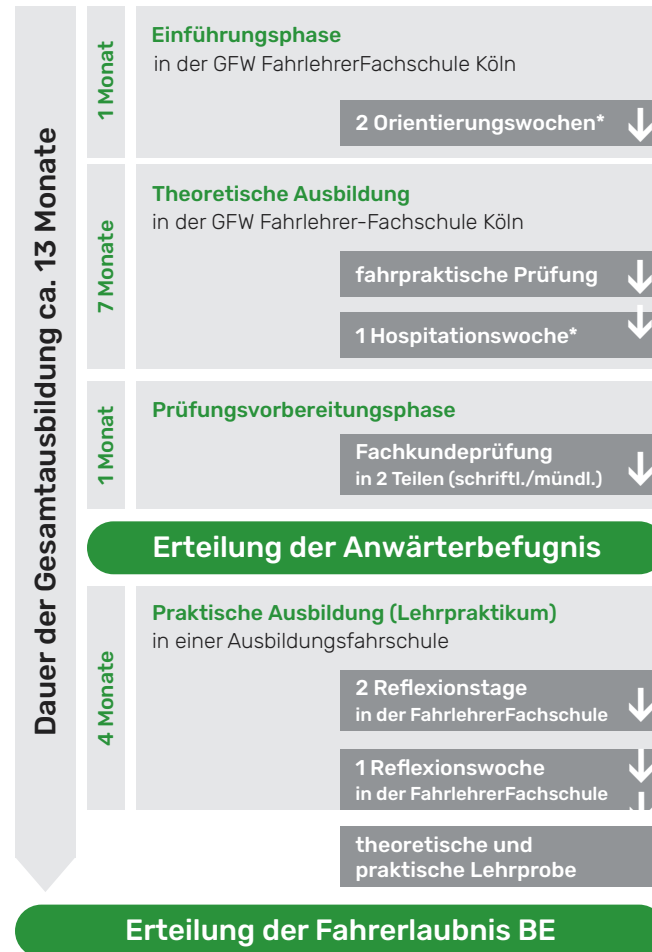 Dauer der Gesamtausbildung ca. 13 Monate
1 Monat
Einführungsphase
in der GFW FahrlehrerFachschule Köln
2 Orientierungswochen*
7 Monate
Theoretische Ausbildung
in der GFW Fahrlehrer-Fachschule Köln
fahrpraktische Prüfung
1 Hospitationswoche*
1 Monat
Prüfungsvorbereitungsphase
Fachkundeprüfung
in 2 Teilen (schriftl./mündl.)
Erteilung der Anwärterbefugnis
4 Monate
Praktische Ausbildung (Lehrpraktikum)
in einer Ausbildungsfahrschule
2 Reflexionstage
in der FahrlehrerFachschule
1 Reflexionswoche
in der FahrlehrerFachschule
theoretische und
praktische Lehrprobe
Erteilung der Fahrerlaubnis BE